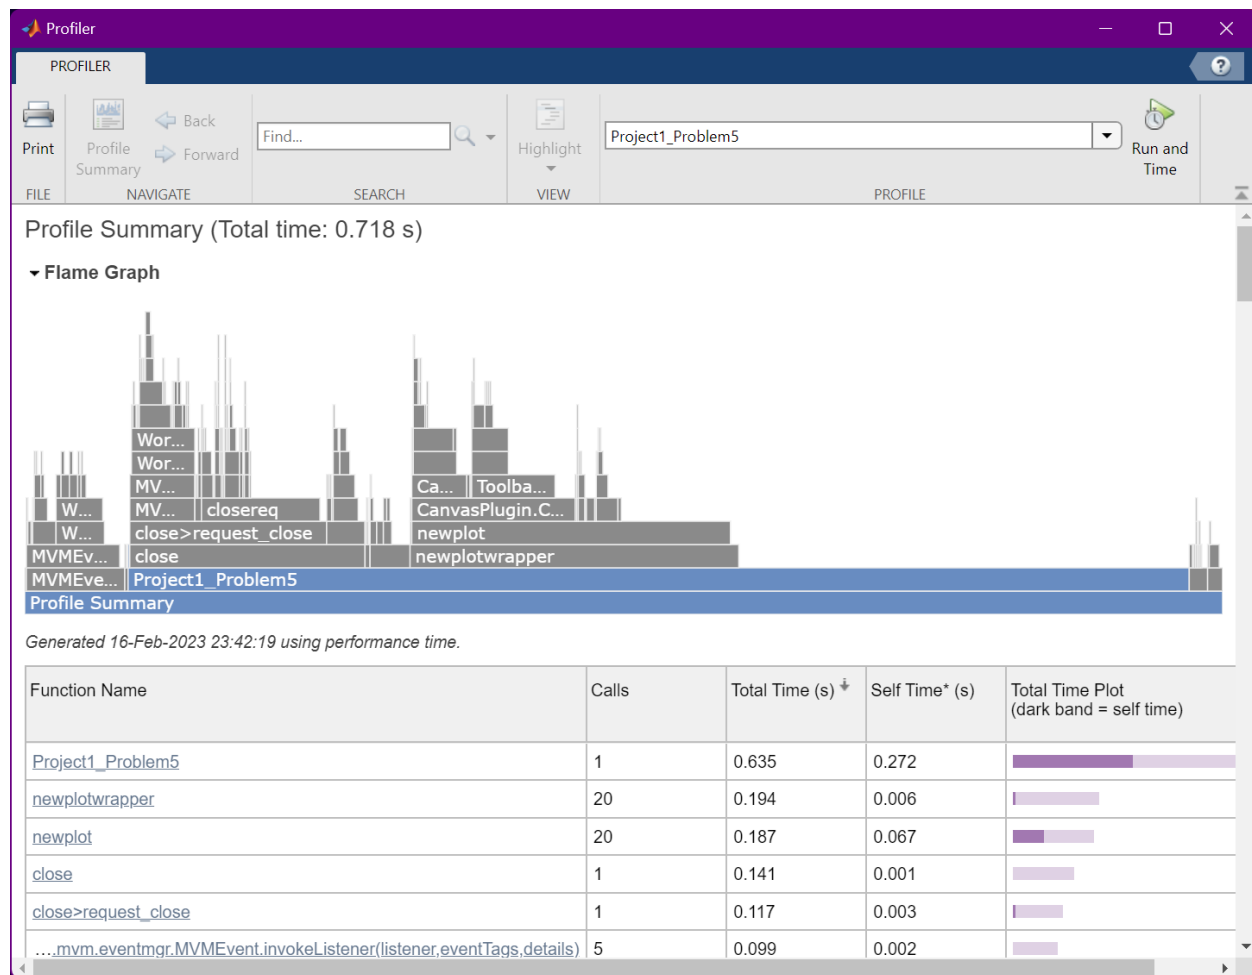 Profiler
PROFILER
?
Print
Profile
Summary
Back
Forward
Find...
Highlight
Project1_Problem5
Run and
Time
FILE
NAVIGATE
SEARCH
VIEW
PROFILE
Profile Summary (Total time: 0.718 s)
Flame Graph
Wor...
Wor...
MV... Ca... Toolba...
W... MV... closereq CanvasPlugin.C...
W... close>request_close newplot
MVMEv... close newplotwrapper
MVMEve... Project1_Problem5
Profile Summary
Generated 16-Feb-2023 23:42:19 using performance time.
Function Name Calls Total Time (s) Self Time* (s) Total Time Plot
(dark band = self time)
Project1_Problem5 1 0.635 0.272
newplotwrapper 20 0.194 0.006
newplot 20 0.187 0.067
close 1 0.141 0.001
close>request_close 1 0.117 0.003
....mvm.eventmgr.MVMEvent.invokeListener(listener,eventTags,details) 5 0.099 0.002